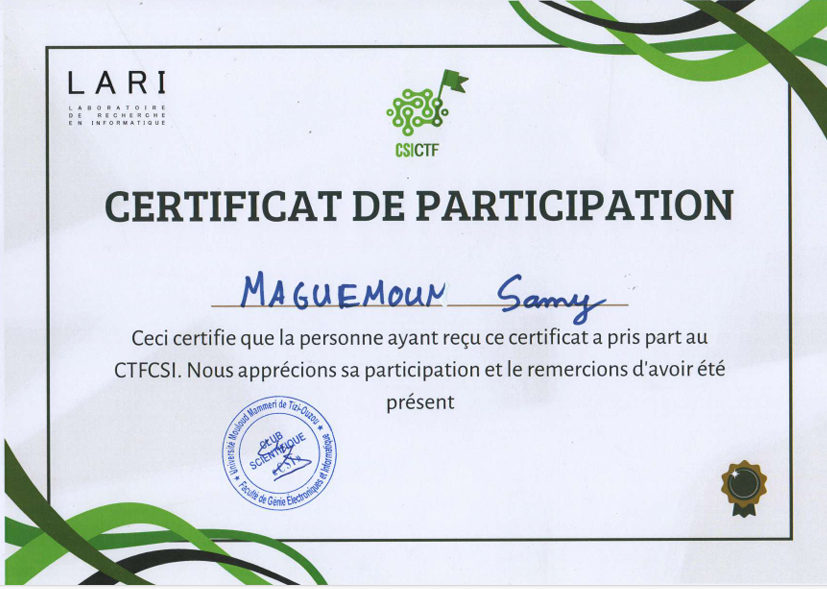 LARI
LABORATOIRE
DE RECHERCHE
EN INFORMATIQUE
CSICTF
CERTIFICAT DE PARTICIPATION
MAGUEMOUN Samy
Ceci certifie que la personne ayant reçu ce certificat a pris part au
CTFCSI. Nous apprécions sa participation et le remercions d'avoir été
présent
Université Mouloud Mammeri de Tizi-Ouzou
CLUB
SCIENTIFIQUE
Faculté de Génie Électroniques et Informatique